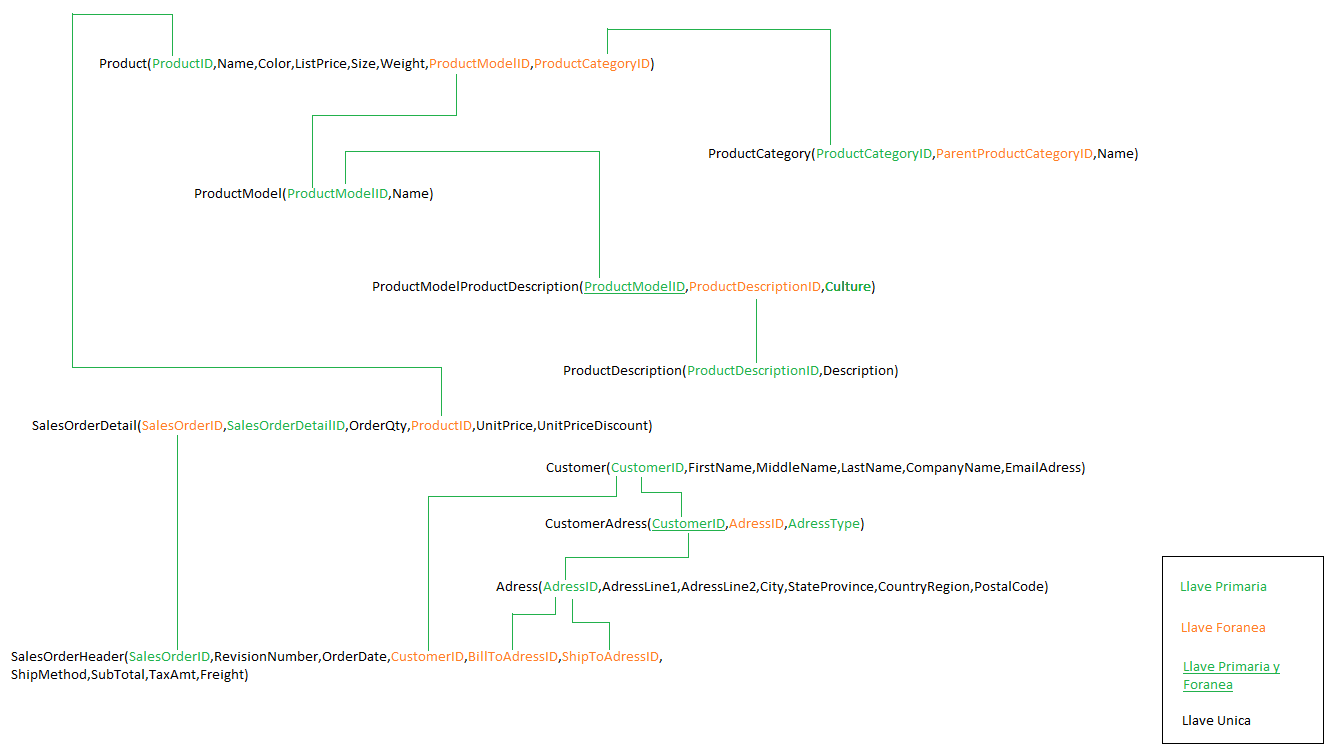 Product(ProductID,Name,Color,ListPrice,Size,Weight,ProductModelID,ProductCategoryID)
ProductCategory(ProductCategoryID,ParentProductCategoryID,Name)
ProductModel(ProductModelID,Name)
ProductModelProductDescription(ProductModelID,ProductDescriptionID,Culture)
ProductDescription(ProductDescriptionID,Description)
SalesOrderDetail(SalesOrderID,SalesOrderDetailID,OrderQty,ProductID,UnitPrice,UnitPriceDiscount)
Customer(CustomerID,FirstName,MiddleName,LastName,CompanyName,EmailAdress)
CustomerAdress(CustomerID,AdressID,AdressType)
Adress(AdressID,AdressLine1,AdressLine2,City,StateProvince,CountryRegion,PostalCode)
SalesOrderHeader(SalesOrderID,RevisionNumber,OrderDate,CustomerID,BillToAdressID,ShipToAdressID,
ShipMethod,SubTotal,TaxAmt,Freight)
Llave Primaria
Llave Foranea
Llave Primaria y
Foranea
Llave Unica